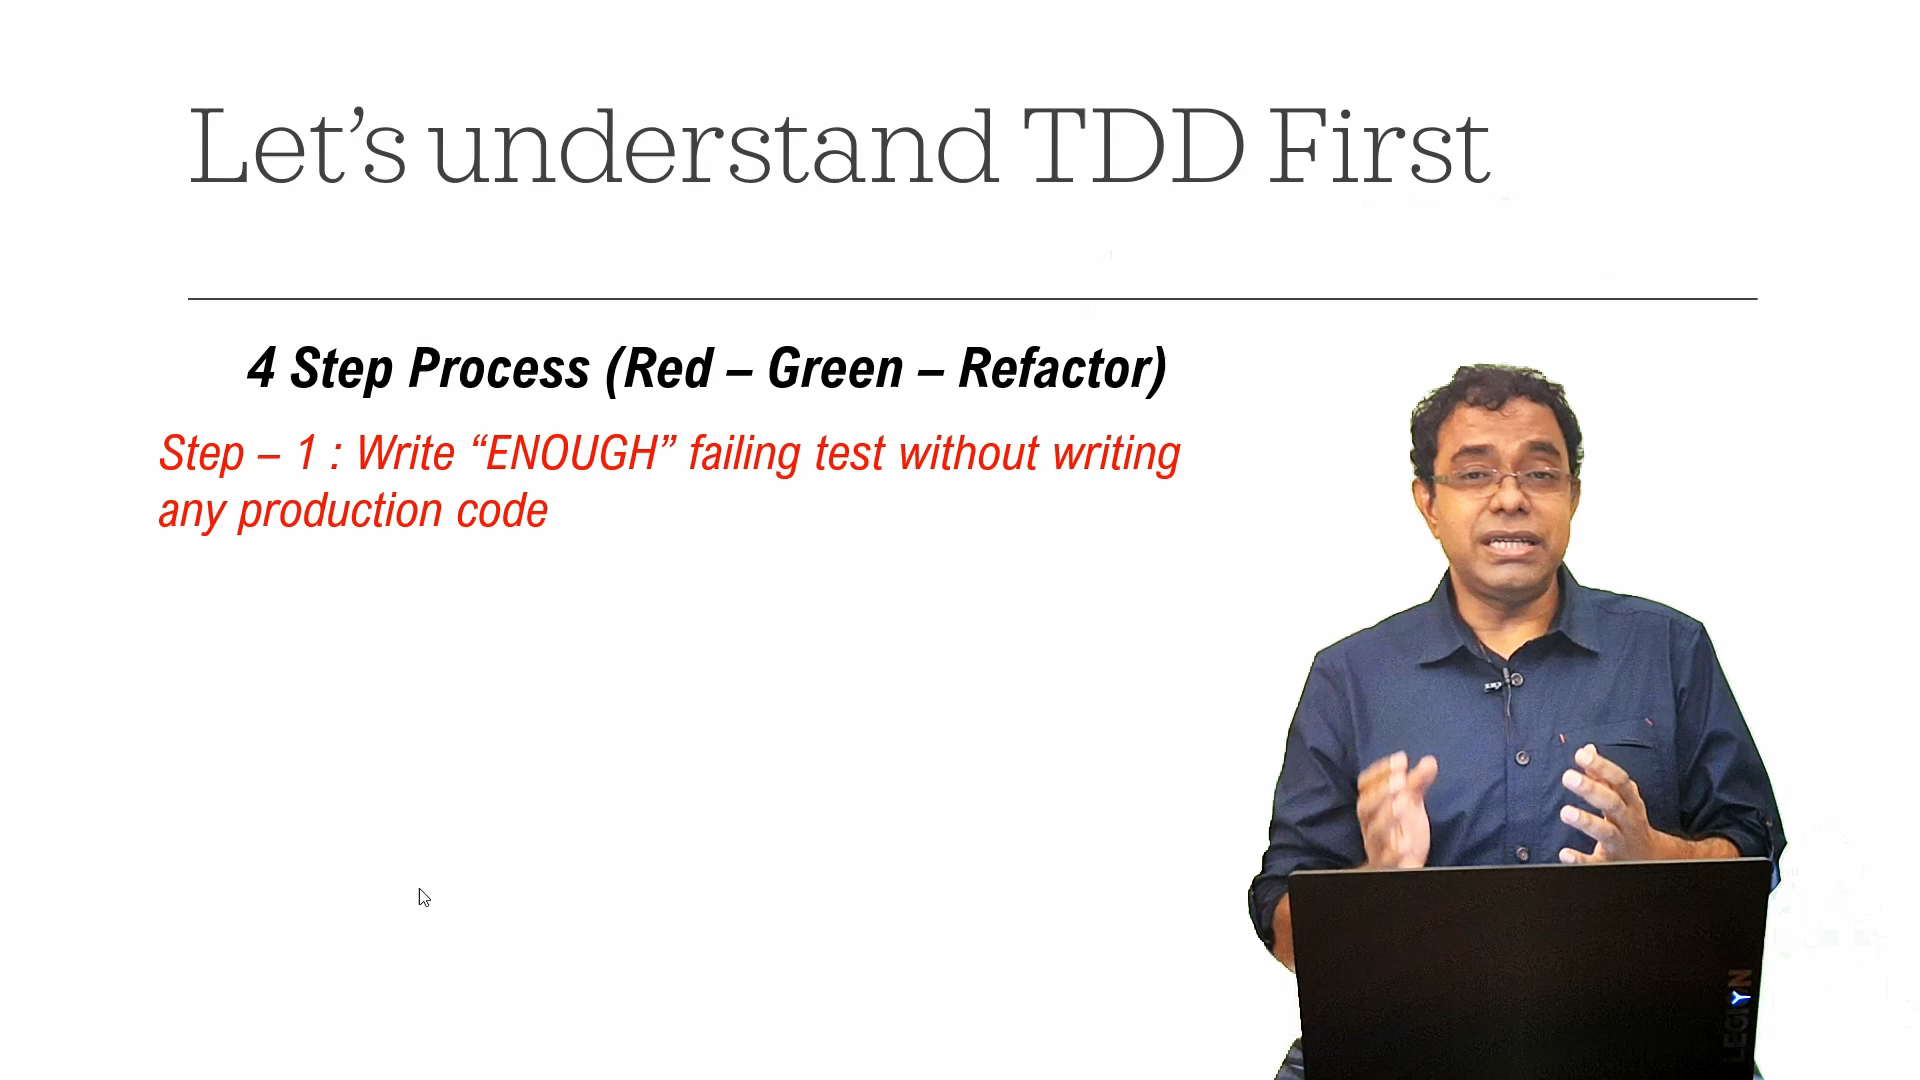 Let’s understand TDD First
4 Step Process (Red – Green – Refactor)
Step – 1 : Write “ENOUGH” failing test without writing
any production code
LEGION